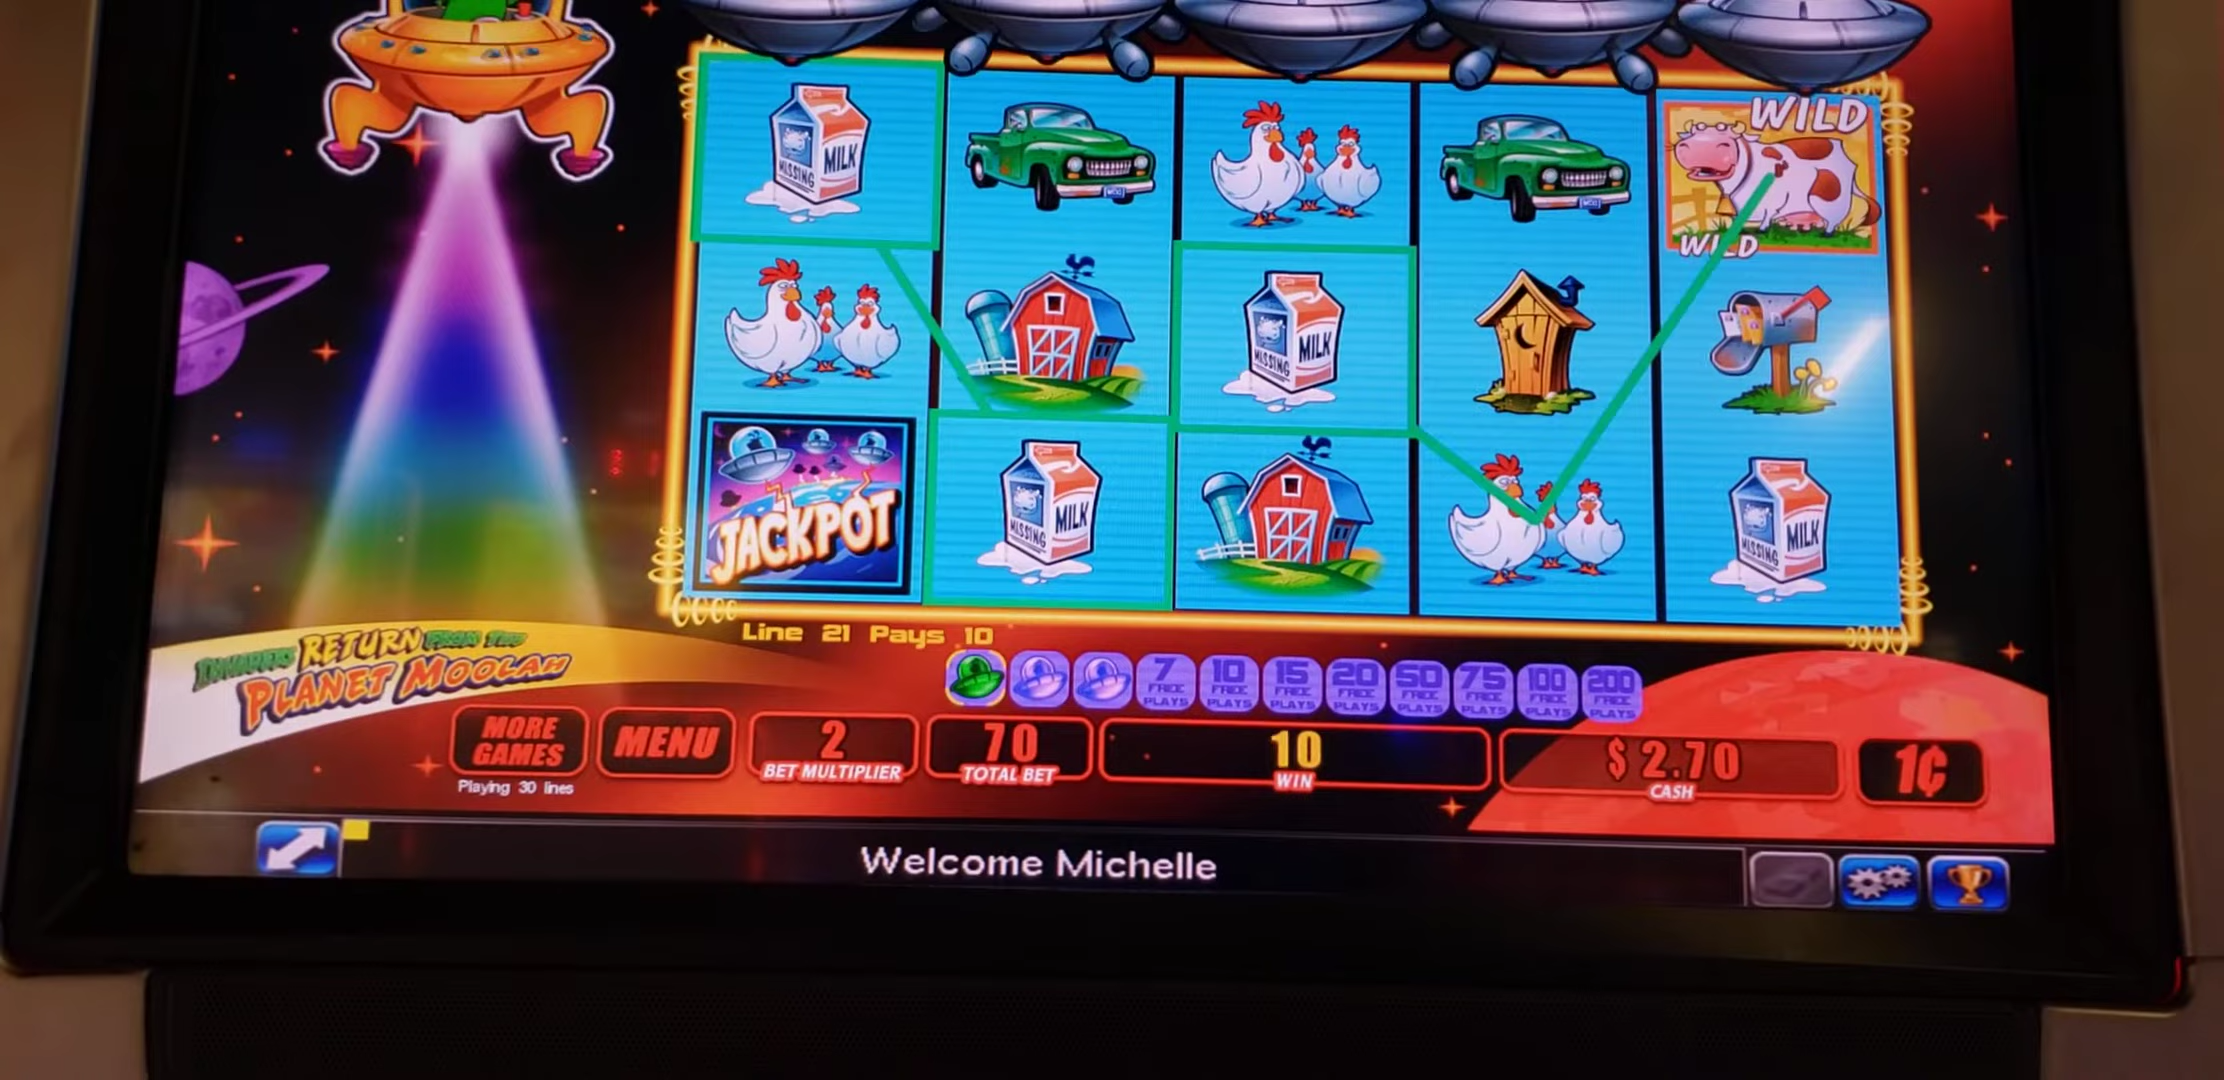 WILD
WILD
MISSING MILK
MISSING MILK
JACKPOT
MISSING MILK
MISSING MILK
Line 21 Pays 10
INVADERS RETURN FROM THE
PLANET MOOLAH
7 FREE PLAYS
10 FREE PLAYS
15 FREE PLAYS
20 FREE PLAYS
50 FREE PLAYS
75 FREE PLAYS
100 FREE PLAYS
200 FREE PLAYS
MORE GAMES
MENU
2
BET MULTIPLIER
70
TOTAL BET
10
WIN
$2.70
CASH
1¢
Playing 30 lines
Welcome Michelle